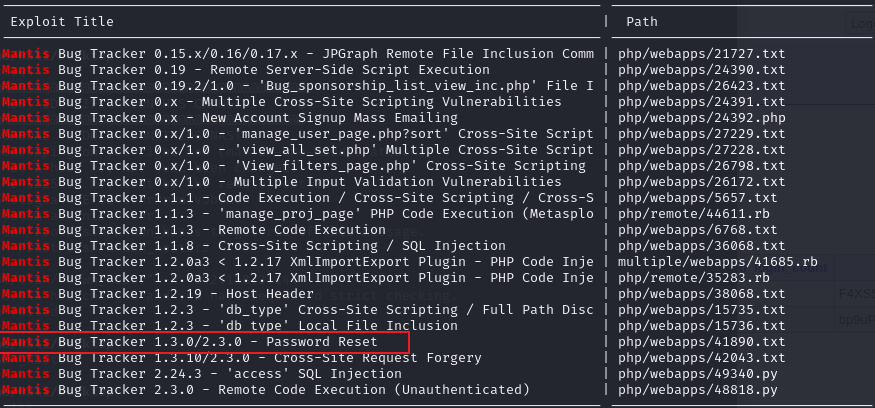 Exploit Title | Path
Mantis Bug Tracker 0.15.x/0.16/0.17.x - JPGraph Remote File Inclusion Comm | php/webapps/21727.txt
Mantis Bug Tracker 0.19 - Remote Server-Side Script Execution | php/webapps/24390.txt
Mantis Bug Tracker 0.19.2/1.0 - 'Bug_sponsorship_list_view_inc.php' File I | php/webapps/26423.txt
Mantis Bug Tracker 0.x - Multiple Cross-Site Scripting Vulnerabilities | php/webapps/24391.txt
Mantis Bug Tracker 0.x - New Account Signup Mass Emailing | php/webapps/24392.php
Mantis Bug Tracker 0.x/1.0 - 'manage_user_page.php?sort' Cross-Site Script | php/webapps/27229.txt
Mantis Bug Tracker 0.x/1.0 - 'view_all_set.php' Multiple Cross-Site Script | php/webapps/27228.txt
Mantis Bug Tracker 0.x/1.0 - 'View_filters_page.php' Cross-Site Scripting | php/webapps/26798.txt
Mantis Bug Tracker 0.x/1.0 - Multiple Input Validation Vulnerabilities | php/webapps/26172.txt
Mantis Bug Tracker 1.1.1 - Code Execution / Cross-Site Scripting / Cross-S | php/webapps/5657.txt
Mantis Bug Tracker 1.1.3 - 'manage_proj_page' PHP Code Execution (Metasplo | php/remote/44611.rb
Mantis Bug Tracker 1.1.3 - Remote Code Execution | php/webapps/6768.txt
Mantis Bug Tracker 1.1.8 - Cross-Site Scripting / SQL Injection | php/webapps/36068.txt
Mantis Bug Tracker 1.2.0a3 < 1.2.17 XmlImportExport Plugin - PHP Code Inje | multiple/webapps/41685.rb
Mantis Bug Tracker 1.2.0a3 < 1.2.17 XmlImportExport Plugin - PHP Code Inje | php/remote/35283.rb
Mantis Bug Tracker 1.2.19 - Host Header | php/webapps/38068.txt
Mantis Bug Tracker 1.2.3 - 'db_type' Cross-Site Scripting / Full Path Disc | php/webapps/15735.txt
Mantis Bug Tracker 1.2.3 - 'db_type' Local File Inclusion | php/webapps/15736.txt
Mantis Bug Tracker 1.3.0/2.3.0 - Password Reset | php/webapps/41890.txt
Mantis Bug Tracker 1.3.10/2.3.0 - Cross-Site Request Forgery | php/webapps/42043.txt
Mantis Bug Tracker 2.24.3 - 'access' SQL Injection | php/webapps/49340.py
Mantis Bug Tracker 2.3.0 - Remote Code Execution (Unauthenticated) | php/webapps/48818.py